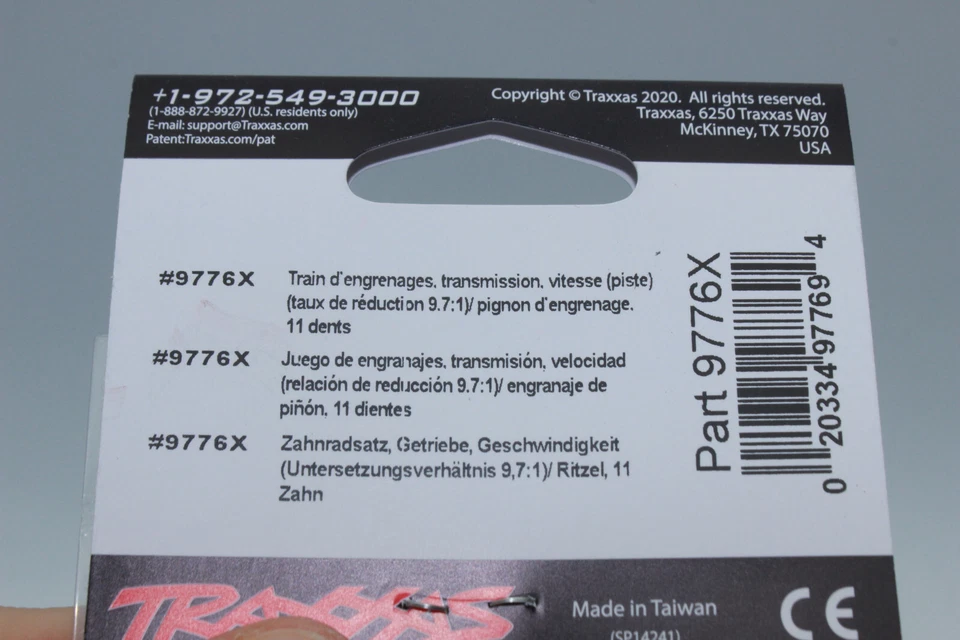 +1-972-549-3000
(1-888-872-9927) (U.S. residents only)
E-mail: support@Traxxas.com
Patent:Traxxas.com/pat
Copyright © Traxxas 2020. All rights reserved.
Traxxas, 6250 Traxxas Way
McKinney, TX 75070
USA
#9776X
Train d'engrenages, transmission, vitesse (piste)
(taux de réduction 9.7:1)/ pignon d'engrenage,
11 dents
#9776X
Juego de engranajes, transmisión, velocidad
(relación de reducción 9.7:1)/ engranaje de
piñón, 11 dientes
#9776X
Zahnradsatz, Getriebe, Geschwindigkeit
(Untersetzungsverhältnis 9,7:1)/ Ritzel, 11
Zahn
Part 9776X
0 20334 97769 4
TRAXXAS
Made in Taiwan
(SP14241)
CE